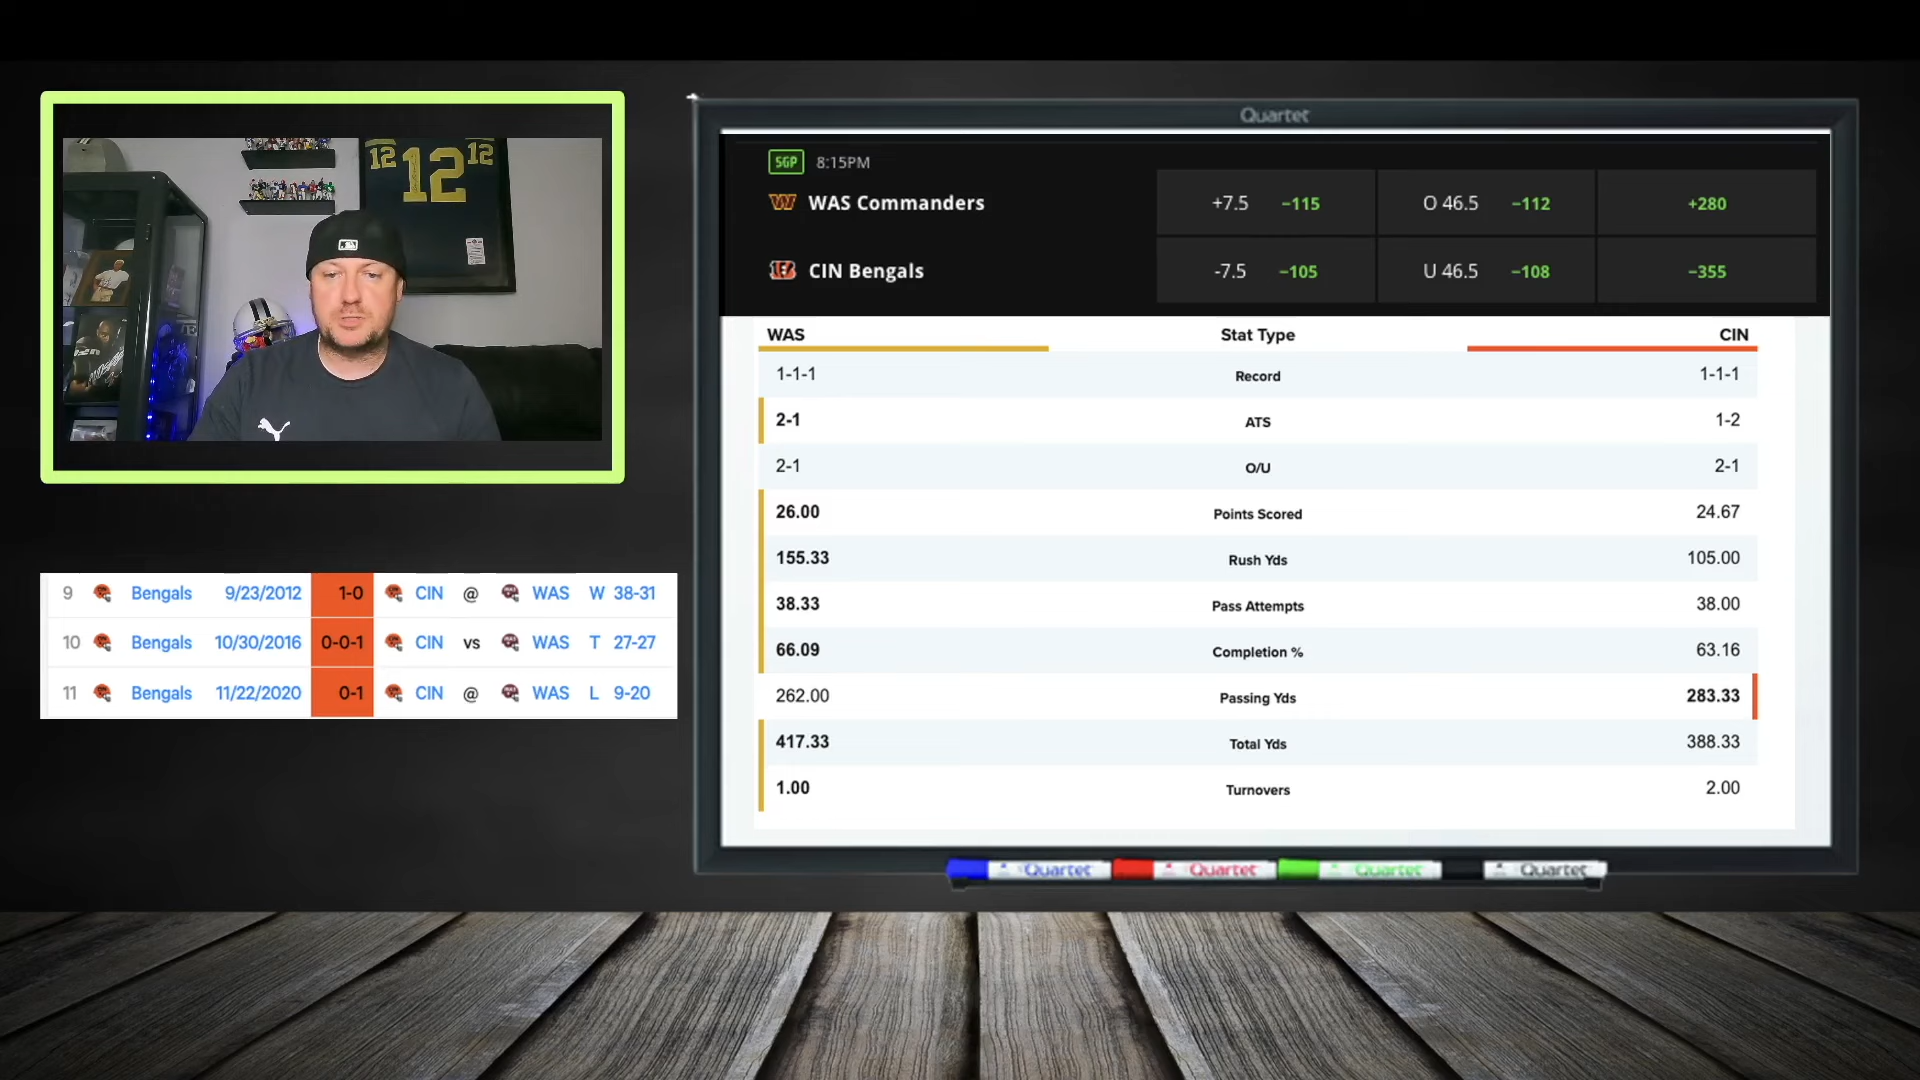 12 12 12
Quartet
SGP 8:15PM
WAS Commanders +7.5 −115 O 46.5 −112 +280
CIN Bengals -7.5 −105 U 46.5 −108 −355
WAS Stat Type CIN
1-1-1 Record 1-1-1
2-1 ATS 1-2
2-1 O/U 2-1
26.00 Points Scored 24.67
155.33 Rush Yds 105.00
38.33 Pass Attempts 38.00
66.09 Completion % 63.16
262.00 Passing Yds 283.33
417.33 Total Yds 388.33
1.00 Turnovers 2.00
9 Bengals 9/23/2012 1-0 CIN @ WAS W 38-31
10 Bengals 10/30/2016 0-0-1 CIN vs WAS T 27-27
11 Bengals 11/22/2020 0-1 CIN @ WAS L 9-20
Quartet Quartet Quartet Quartet